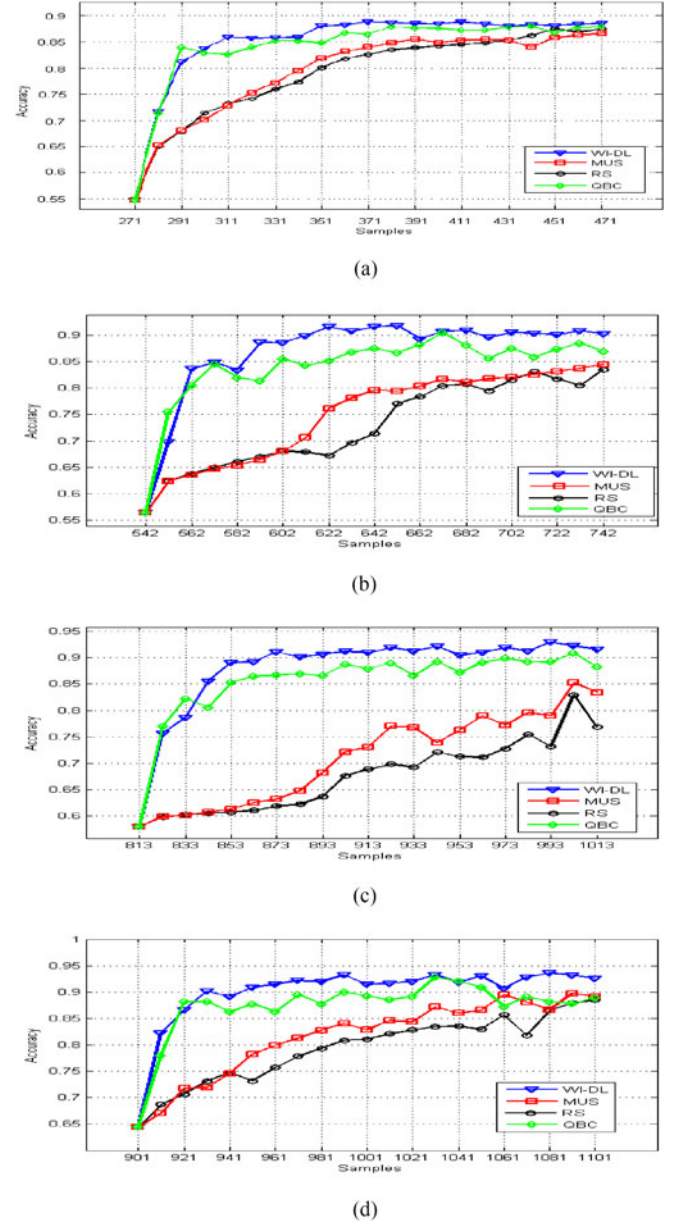 0.9
0.85
0.8
0.75
0.7
0.65
0.6
0.55
Accuracy
271 291 311 331 351 371 391 411 431 451 471
Samples
WI-DL
MUS
RS
QBC
(a)
0.9
0.85
0.8
0.75
0.7
0.65
0.6
0.55
Accuracy
542 562 582 602 622 642 662 682 702 722 742
Samples
WI-DL
MUS
RS
QBC
(b)
0.95
0.9
0.85
0.8
0.75
0.7
0.65
0.6
Accuracy
813 833 853 873 893 913 933 953 973 993 1013
Samples
WI-DL
MUS
RS
QBC
(c)
1
0.95
0.9
0.85
0.8
0.75
0.7
0.65
Accuracy
901 921 941 961 981 1001 1021 1041 1061 1081 1101
Samples
WI-DL
MUS
RS
QBC
(d)